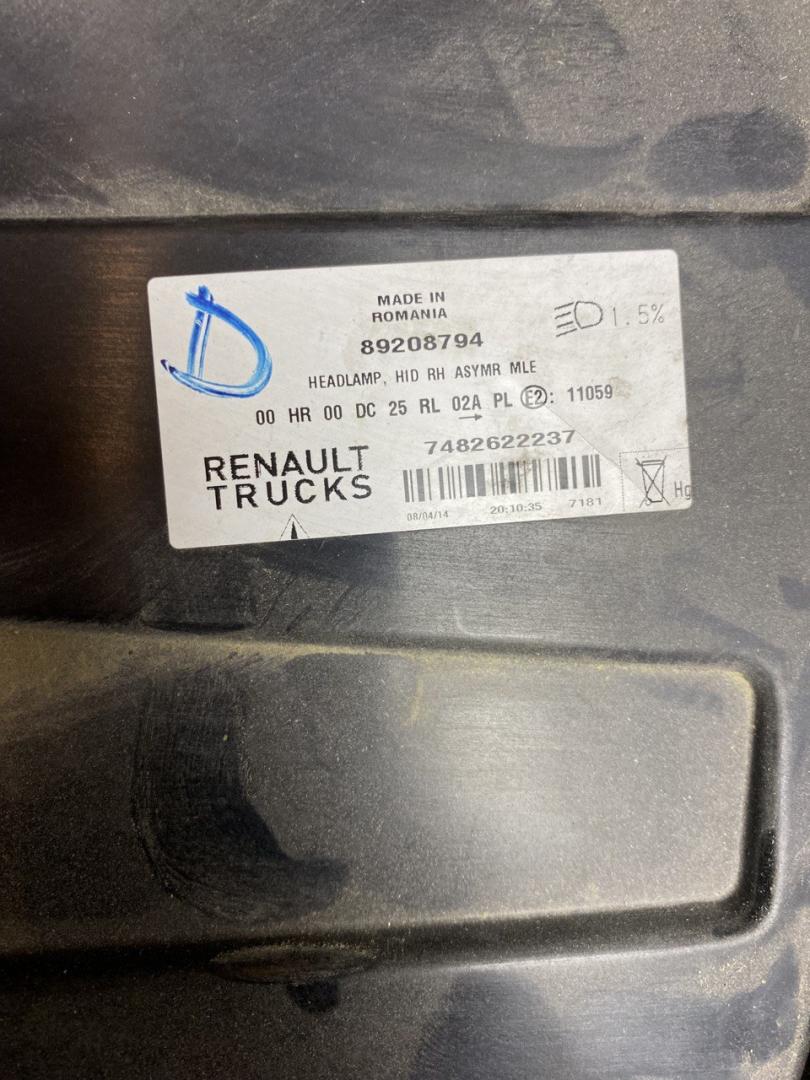 D
MADE IN
ROMANIA
1.5%
89208794
HEADLAMP, HID RH ASYMR MLE
00 HR 00 DC 25 RL 02A PL E2: 11059
7482622237
RENAULT
TRUCKS
Hg
08/04/14 20:10:35 7181